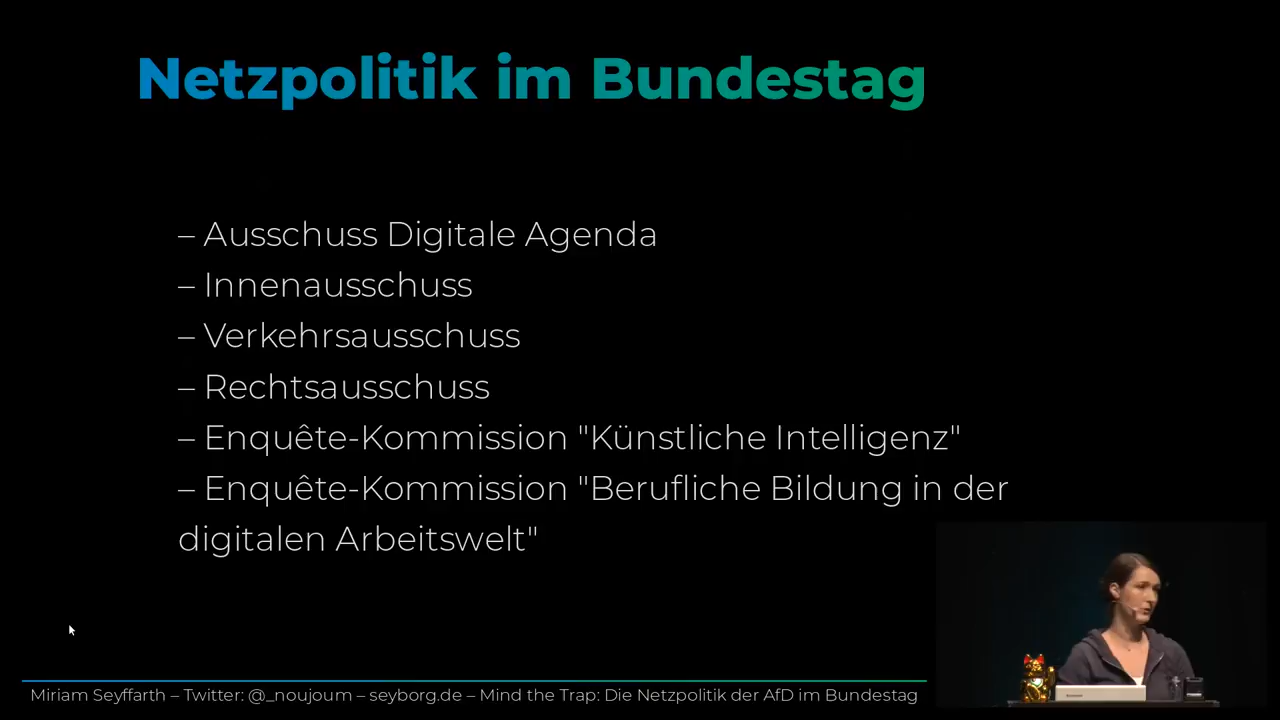 Netzpolitik im Bundestag
– Ausschuss Digitale Agenda
– Innenausschuss
– Verkehrsausschuss
– Rechtsausschuss
– Enquête-Kommission "Künstliche Intelligenz"
– Enquête-Kommission "Berufliche Bildung in der
digitalen Arbeitswelt"
Miriam Seyffarth – Twitter: @_noujoum – seyborg.de – Mind the Trap: Die Netzpolitik der AfD im Bundestag